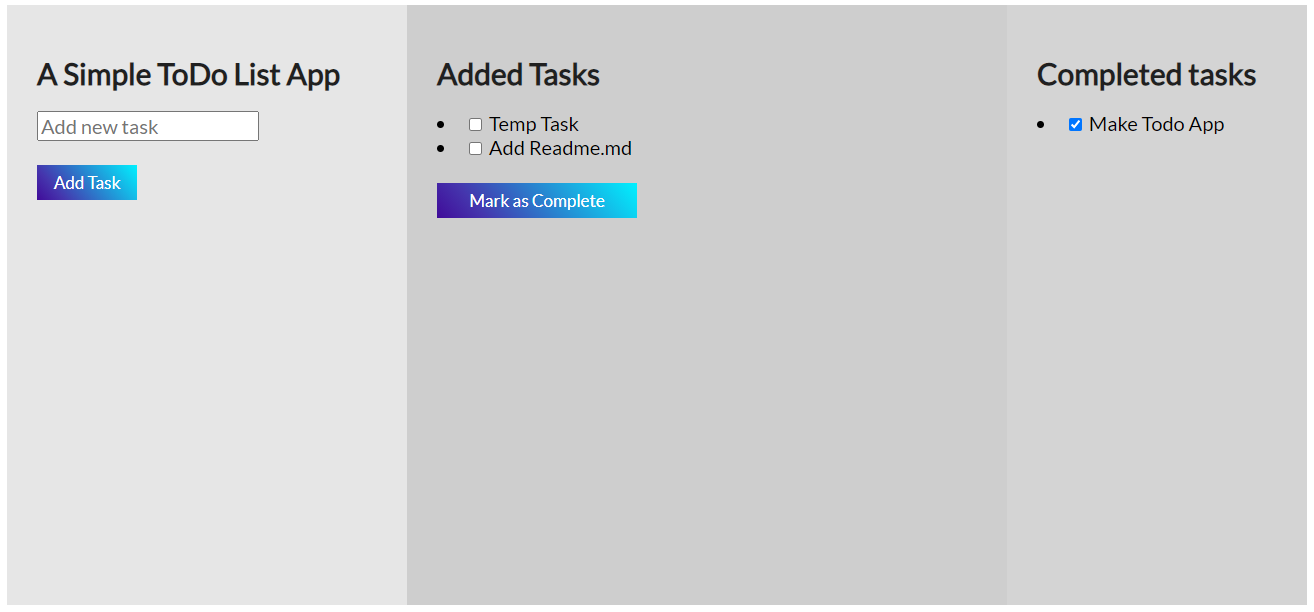 A Simple ToDo List App
Add new task
Add Task
Added Tasks
Temp Task
Add Readme.md
Mark as Complete
Completed tasks
Make Todo App